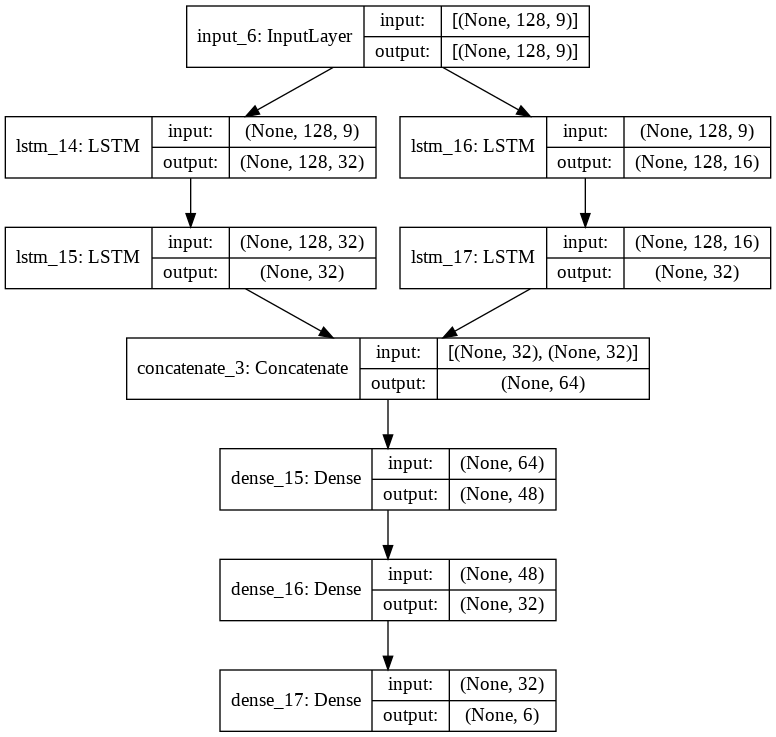 input_6: InputLayer
input: [(None, 128, 9)]
output: [(None, 128, 9)]
lstm_14: LSTM
input: (None, 128, 9)
output: (None, 128, 32)
lstm_16: LSTM
input: (None, 128, 9)
output: (None, 128, 16)
lstm_15: LSTM
input: (None, 128, 32)
output: (None, 32)
lstm_17: LSTM
input: (None, 128, 16)
output: (None, 32)
concatenate_3: Concatenate
input: [(None, 32), (None, 32)]
output: (None, 64)
dense_15: Dense
input: (None, 64)
output: (None, 48)
dense_16: Dense
input: (None, 48)
output: (None, 32)
dense_17: Dense
input: (None, 32)
output: (None, 6)